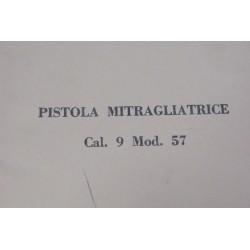 PISTOLA MITRAGLIATRICE
Cal. 9 Mod. 57